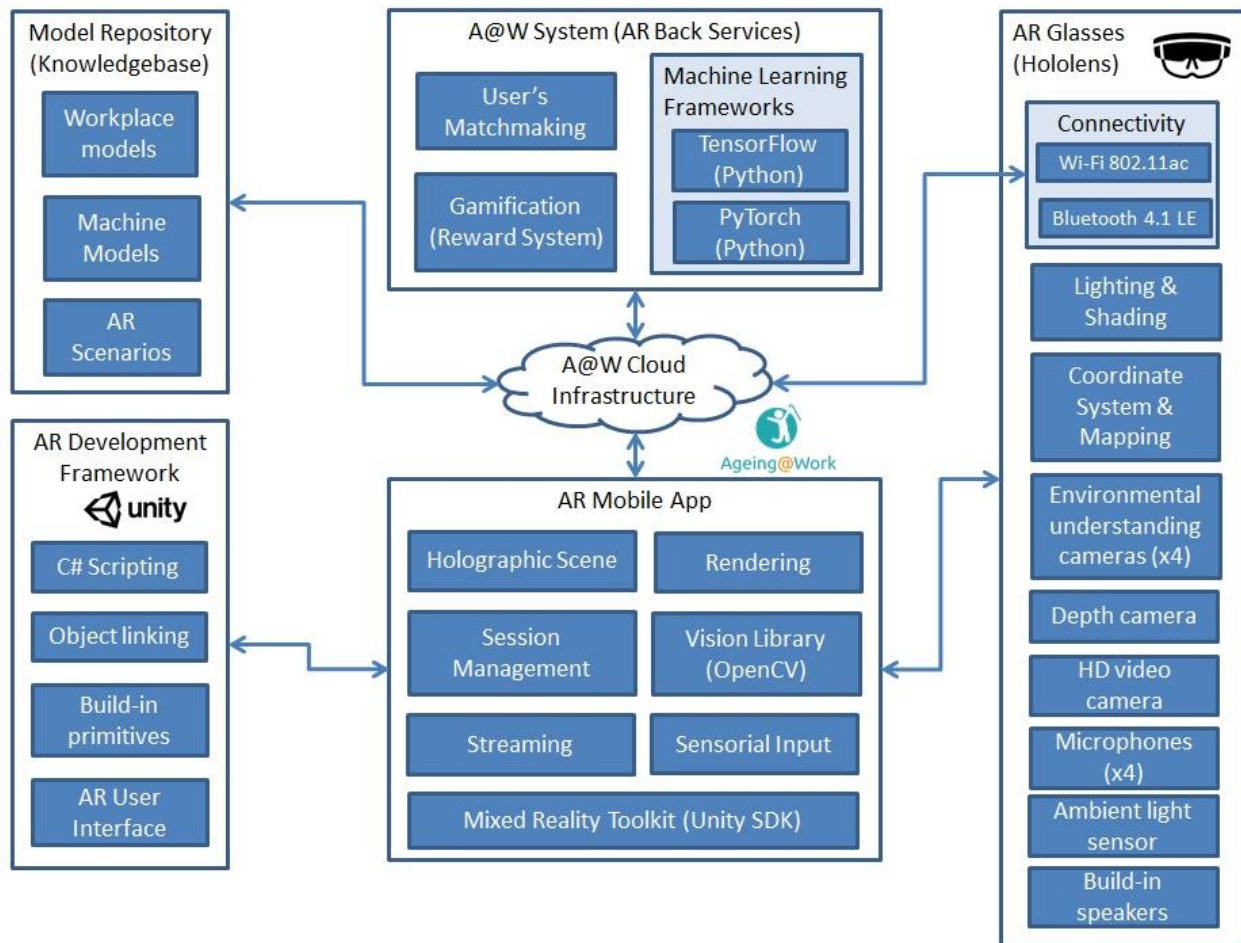 Model Repository
(Knowledgebase)
Workplace
models
Machine
Models
AR
Scenarios
A@W System (AR Back Services)
User's
Matchmaking
Gamification
(Reward System)
Machine Learning
Frameworks
TensorFlow
(Python)
PyTorch
(Python)
AR Glasses
(Hololens)
Connectivity
Wi-Fi 802.11ac
Bluetooth 4.1 LE
Lighting &
Shading
Coordinate
System &
Mapping
Environmental
understanding
cameras (x4)
Depth camera
HD video
camera
Microphones
(x4)
Ambient light
sensor
Build-in
speakers
A@W Cloud
Infrastructure
Ageing@Work
AR Development
Framework
unity
C# Scripting
Object linking
Build-in
primitives
AR User
Interface
AR Mobile App
Holographic Scene
Rendering
Session
Management
Vision Library
(OpenCV)
Streaming
Sensorial Input
Mixed Reality Toolkit (Unity SDK)